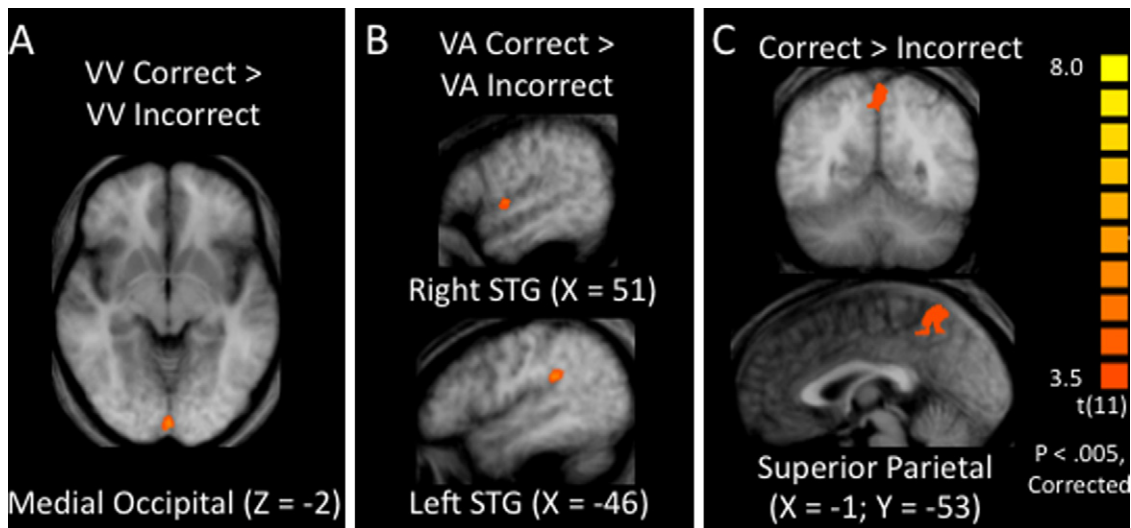 A
VV Correct >
VV Incorrect
Medial Occipital (Z = -2)
B
VA Correct >
VA Incorrect
Right STG (X = 51)
Left STG (X = -46)
C
Correct > Incorrect
Superior Parietal
(X = -1; Y = -53)
8.0
3.5
t(11)
P < .005,
Corrected